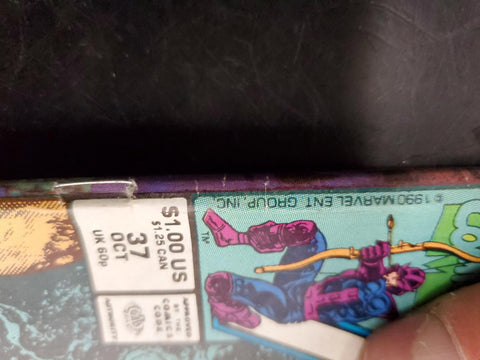 © 1990 MARVEL ENT. GROUP, INC.
TM
$1.00 US
$1.25 CAN
37
OCT
UK 60p
APPROVED
BY THE
COMICS
CODE
AUTHORITY